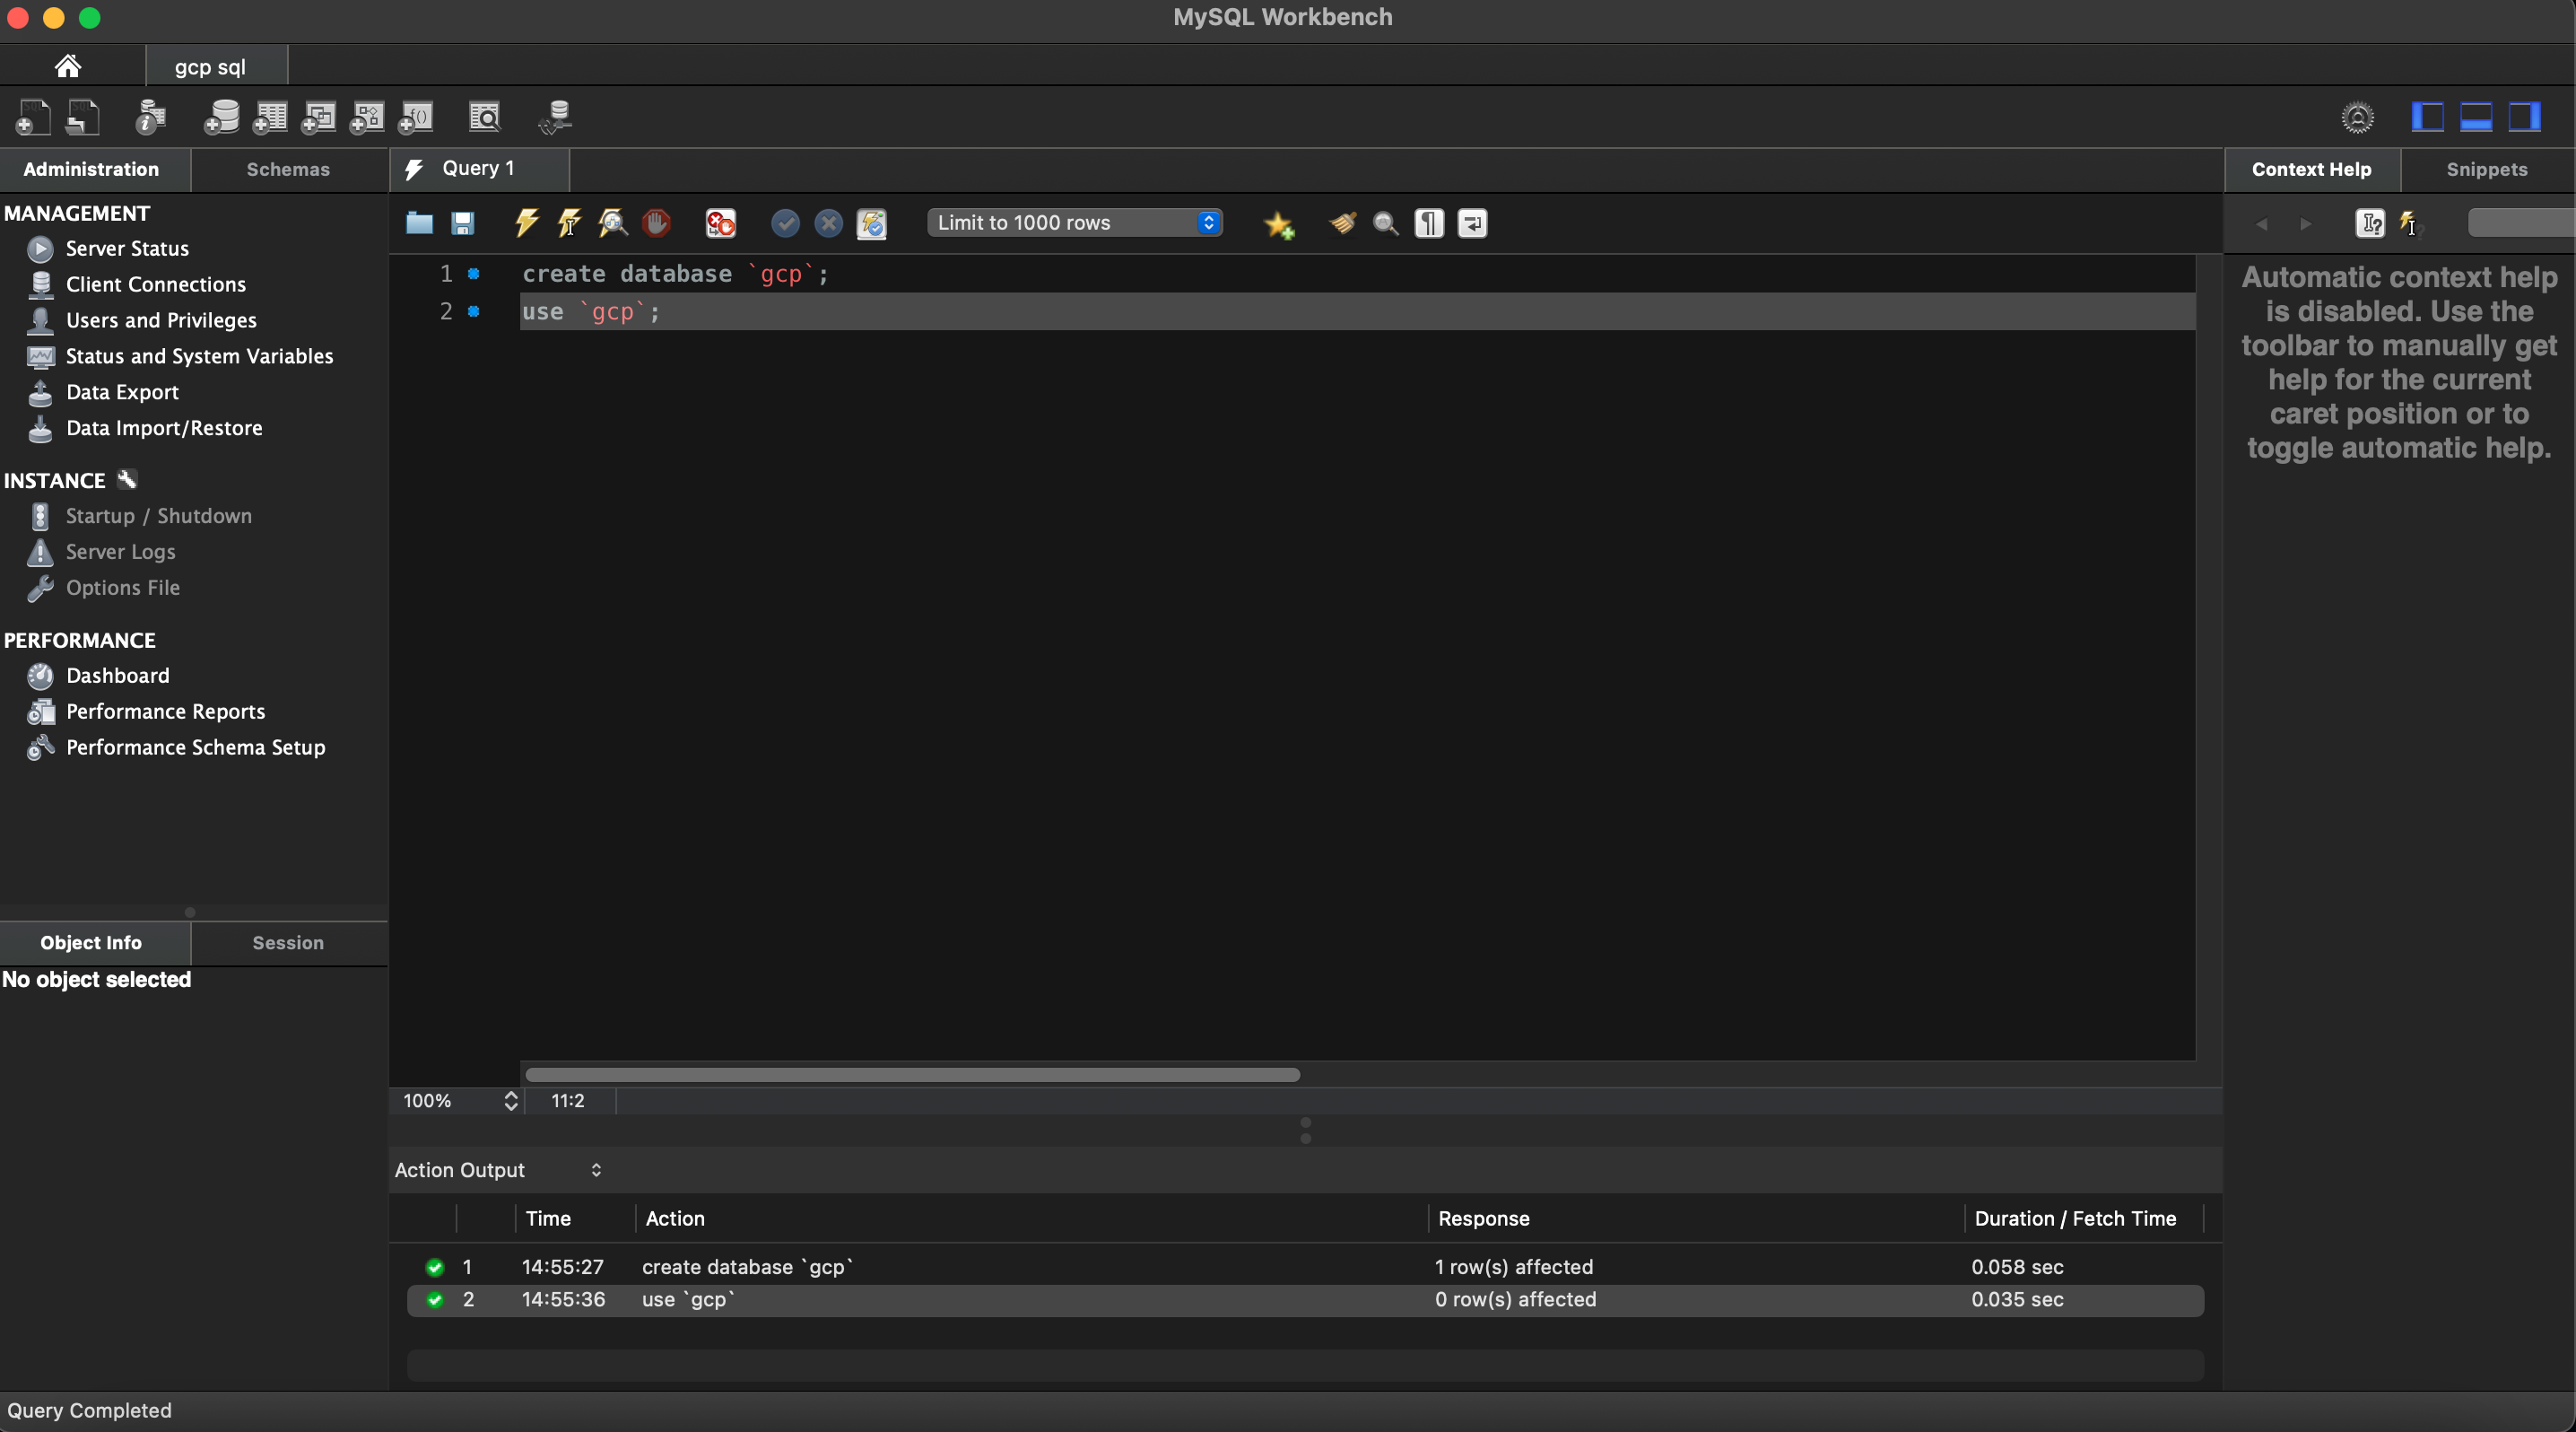 MySQL Workbench
gcp sql
Administration
Schemas
Query 1
Context Help
Snippets
MANAGEMENT
Server Status
Client Connections
Users and Privileges
Status and System Variables
Data Export
Data Import/Restore
INSTANCE
Startup / Shutdown
Server Logs
Options File
PERFORMANCE
Dashboard
Performance Reports
Performance Schema Setup
Object Info
Session
No object selected
Limit to 1000 rows
1 create database `gcp`;
2 use `gcp`;
100% 11:2
Action Output
Time Action Response Duration / Fetch Time
1 14:55:27 create database `gcp` 1 row(s) affected 0.058 sec
2 14:55:36 use `gcp` 0 row(s) affected 0.035 sec
Automatic context help
is disabled. Use the
toolbar to manually get
help for the current
caret position or to
toggle automatic help.
Query Completed